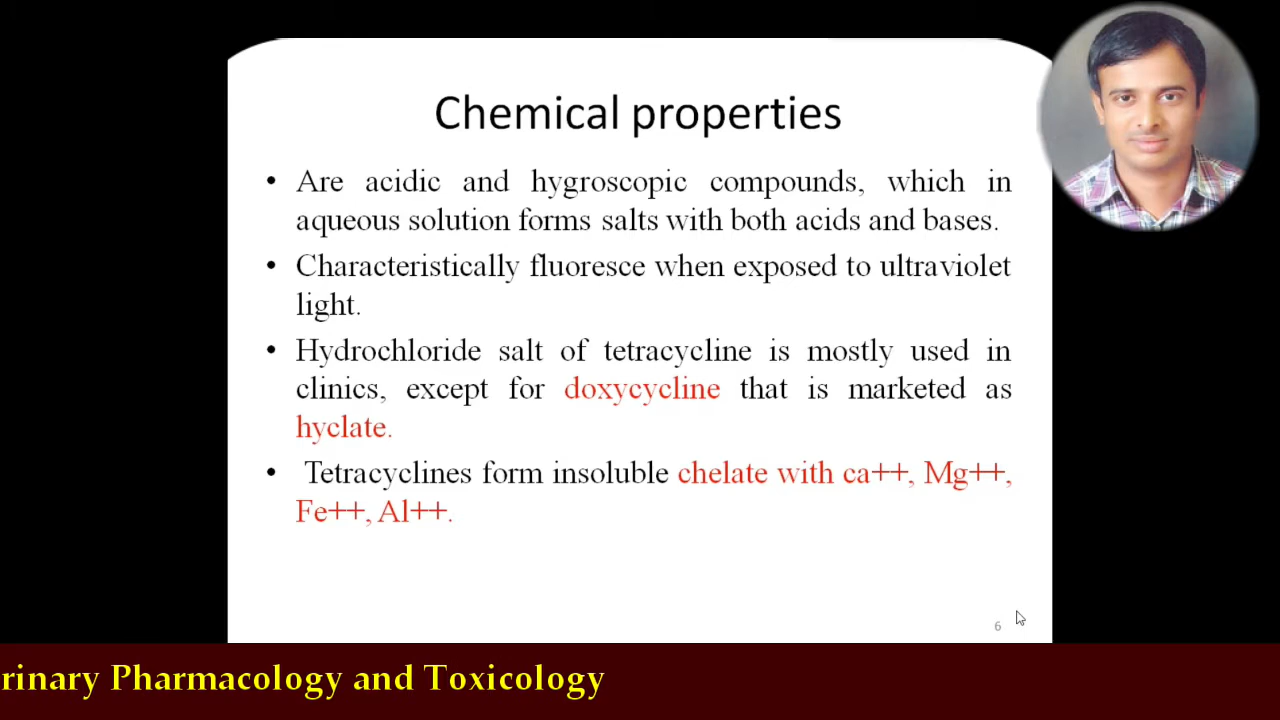 Chemical properties
• Are acidic and hygroscopic compounds, which in
aqueous solution forms salts with both acids and bases.
• Characteristically fluoresce when exposed to ultraviolet
light.
• Hydrochloride salt of tetracycline is mostly used in
clinics, except for doxycycline that is marketed as
hyclate.
• Tetracyclines form insoluble chelate with ca++, Mg++,
Fe++, Al++.
6
rinary Pharmacology and Toxicology